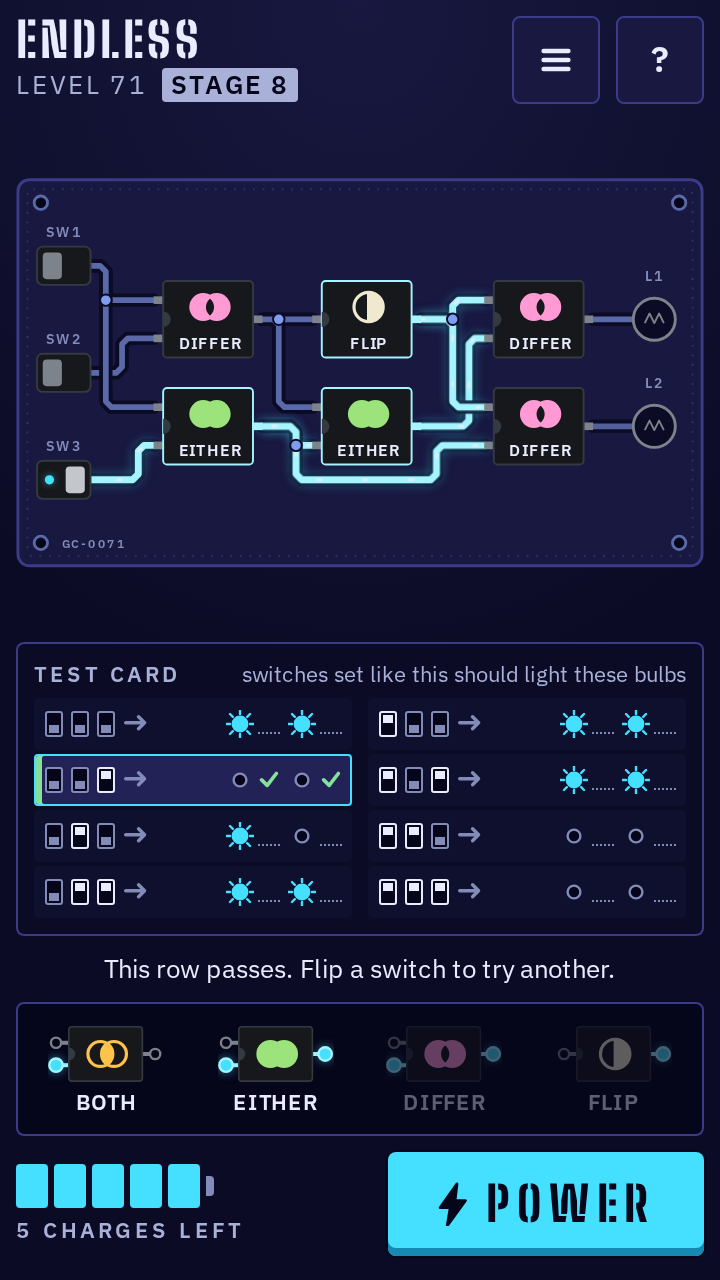 ENDLESS
LEVEL 71 STAGE 8
?
SW1
SW2
SW3
DIFFER
FLIP
DIFFER
EITHER
EITHER
DIFFER
L1
L2
GC-0071
TEST CARD switches set like this should light these bulbs
This row passes. Flip a switch to try another.
BOTH EITHER DIFFER FLIP
5 CHARGES LEFT
POWER